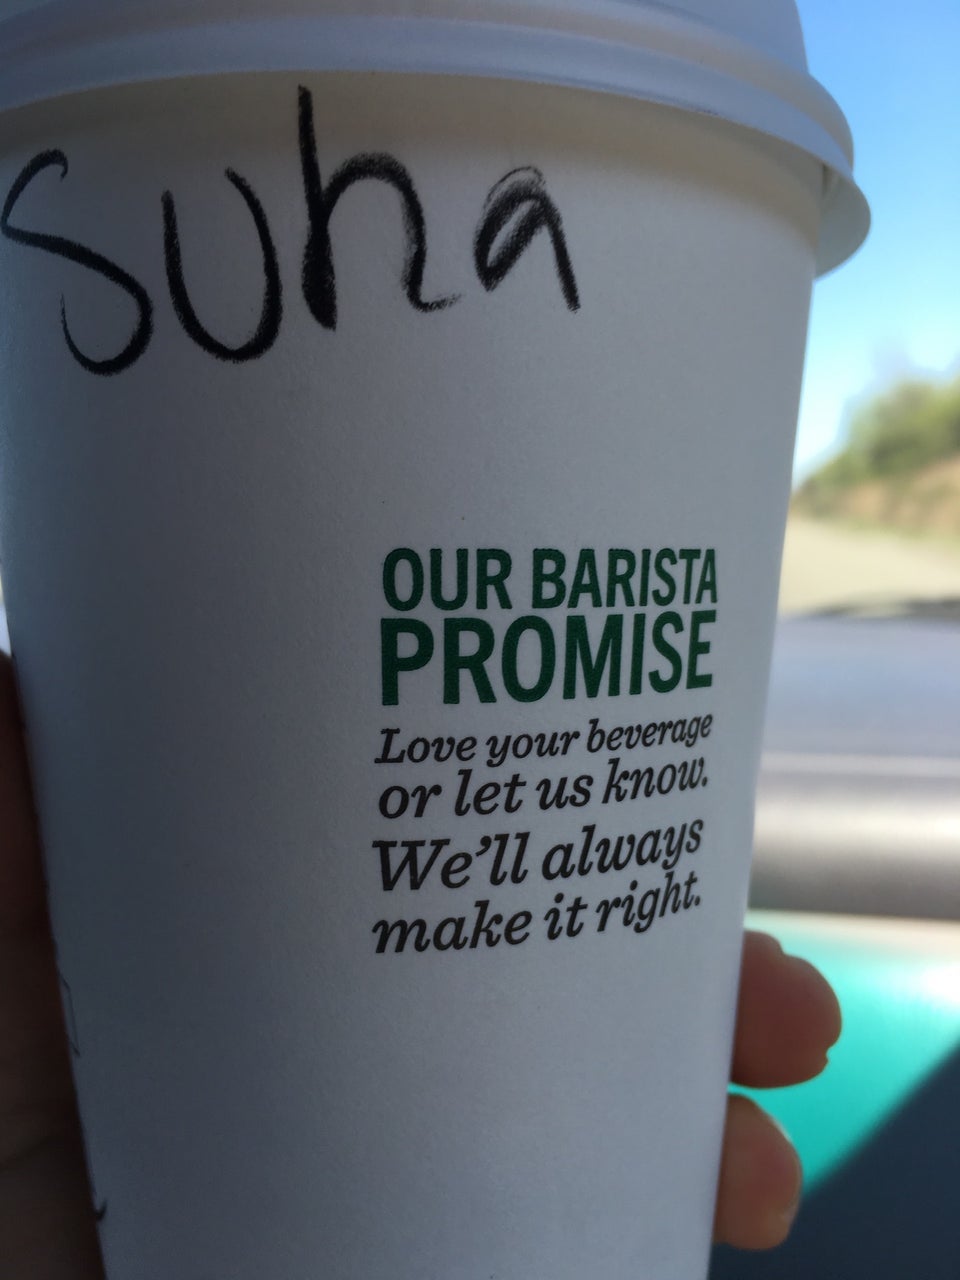 Suha
OUR BARISTA
PROMISE
Love your beverage
or let us know.
We'll always
make it right.